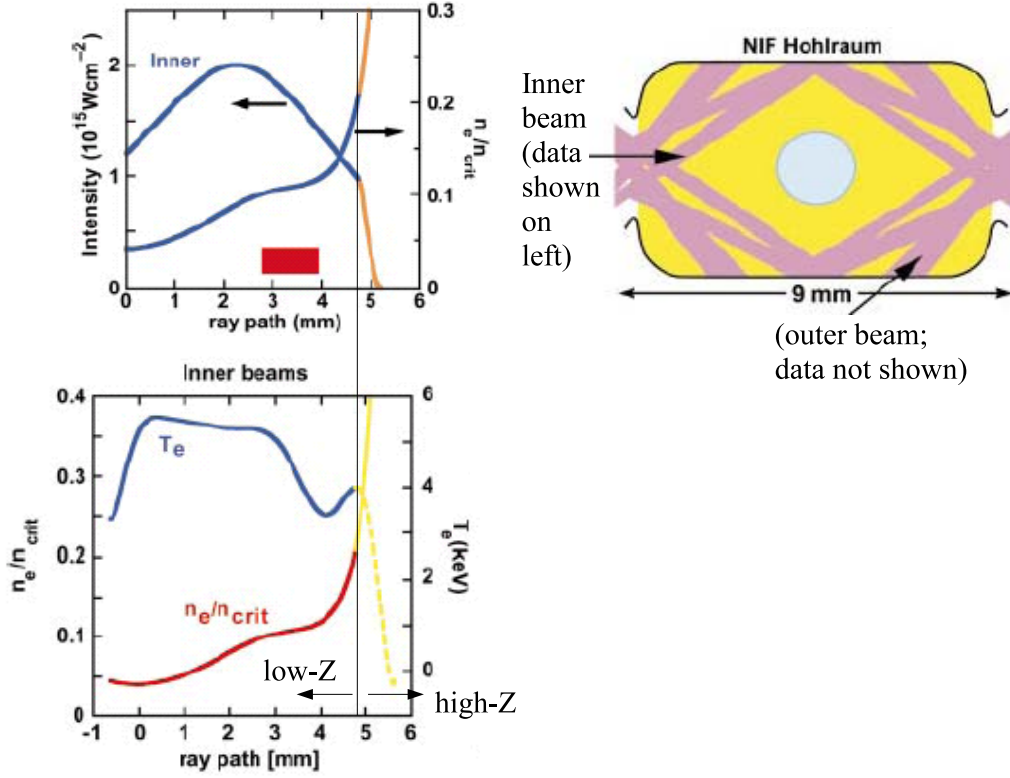 0.3
2
Inner
Intensity (10¹⁵Wcm⁻²)
0.2
nₑ/n_crit
1
0.1
0
0
0 1 2 3 4 5 6
ray path (mm)
NIF Hohlraum
Inner
beam
(data
shown
on
left)
9 mm
(outer beam;
data not shown)
Inner beams
0.4
6
Tₑ
0.3
4
nₑ/n_crit
Tₑ(keV)
0.2
2
nₑ/n_crit
0.1
0
low-Z
high-Z
0
-1 0 1 2 3 4 5 6
ray path [mm]